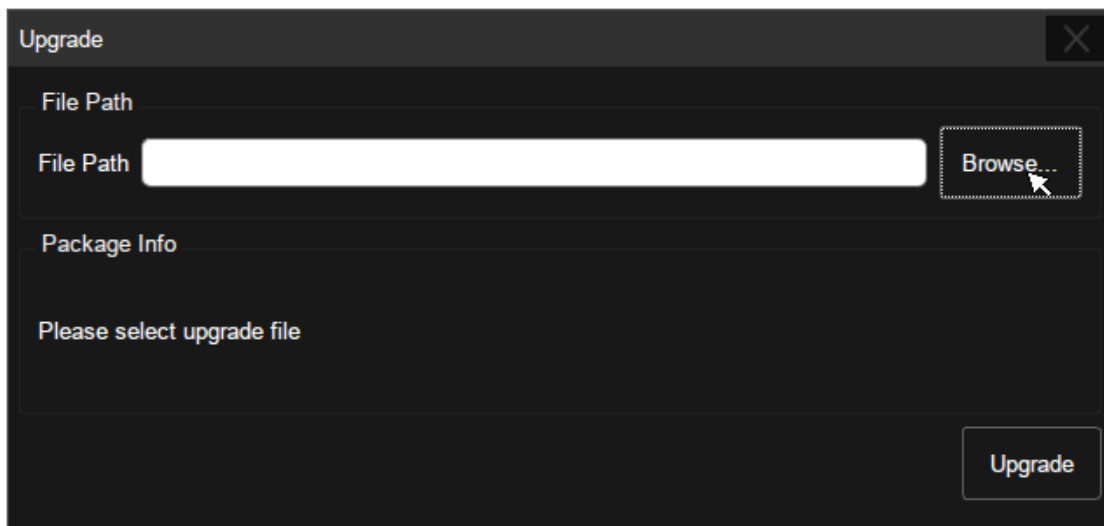 Upgrade
File Path
File Path Browse...
Package Info
Please select upgrade file
Upgrade